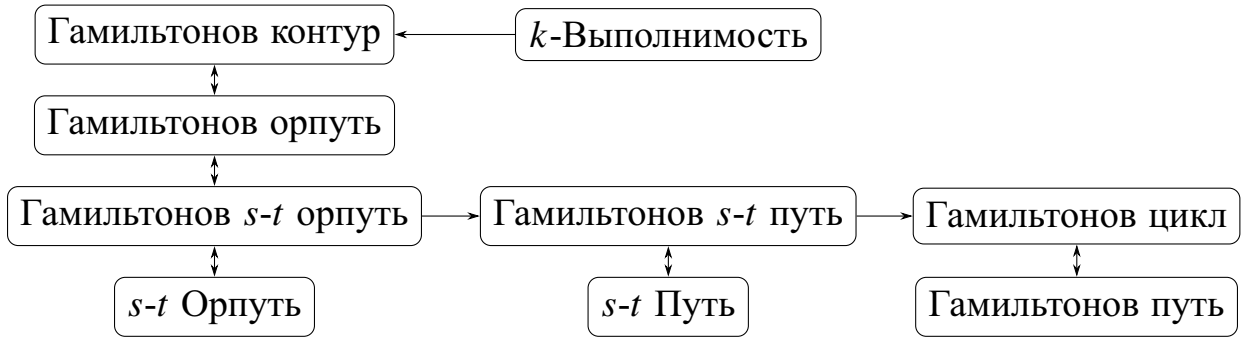 Гамильтонов контур
k-Выполнимость
Гамильтонов орпуть
Гамильтонов s-t орпуть
Гамильтонов s-t путь
Гамильтонов цикл
s-t Орпуть
s-t Путь
Гамильтонов путь